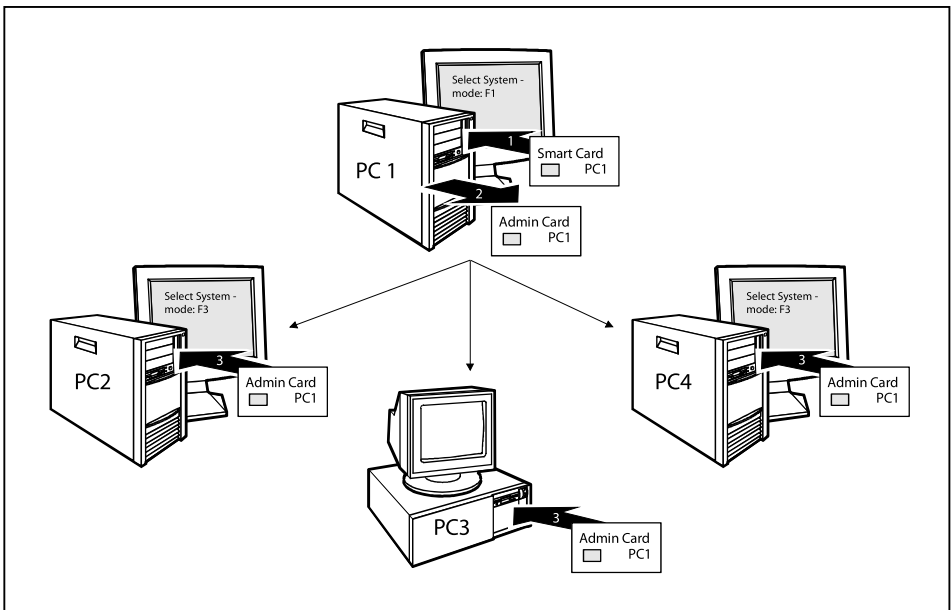 Select System -
mode: F1
1
Smart Card
PC1
PC 1
2
Admin Card
PC1
Select System -
mode: F3
3
PC2
Admin Card
PC1
Select System -
mode: F3
3
PC4
Admin Card
PC1
PC3
3
Admin Card
PC1